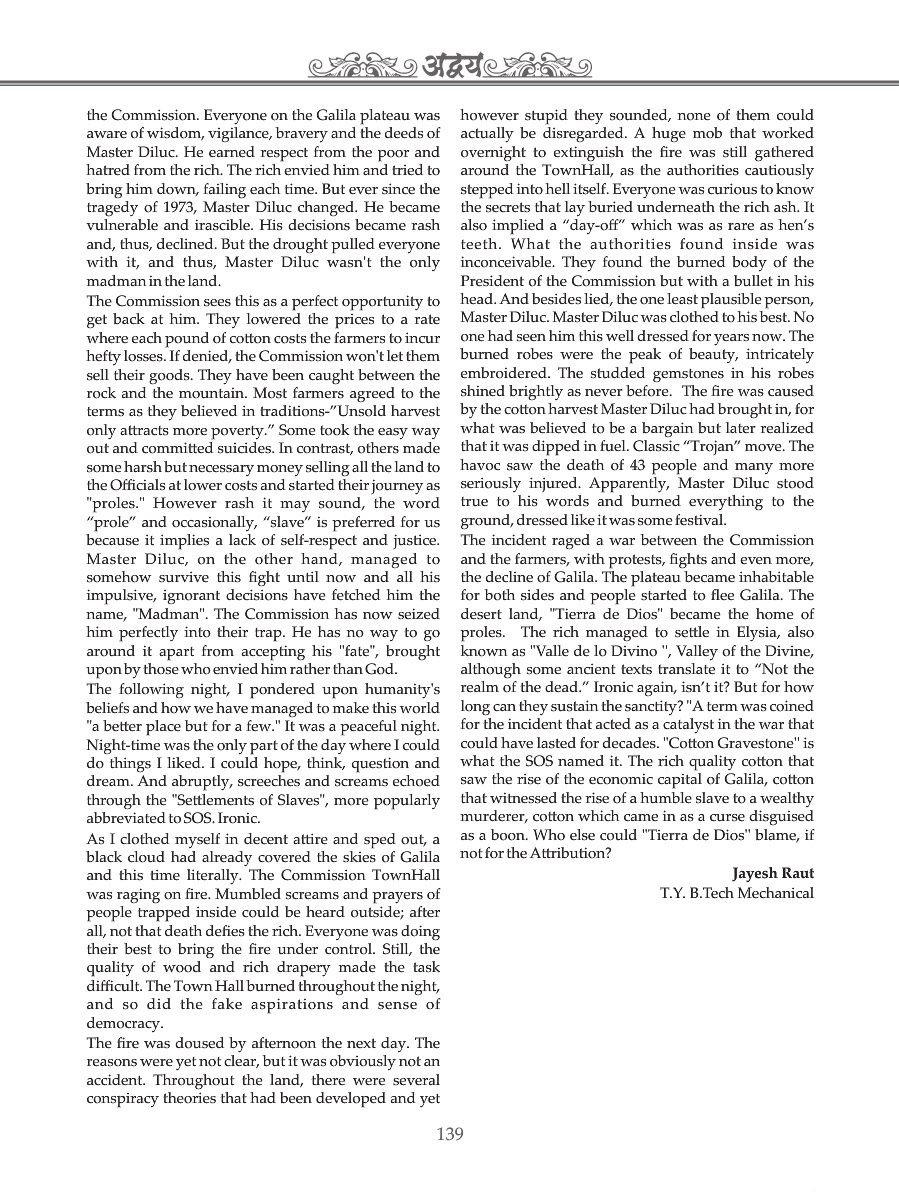 अद्वय
the Commission. Everyone on the Galila plateau was
aware of wisdom, vigilance, bravery and the deeds of
Master Diluc. He earned respect from the poor and
hatred from the rich. The rich envied him and tried to
bring him down, failing each time. But ever since the
tragedy of 1973, Master Diluc changed. He became
vulnerable and irascible. His decisions became rash
and, thus, declined. But the drought pulled everyone
with it, and thus, Master Diluc wasn't the only
madman in the land.
The Commission sees this as a perfect opportunity to
get back at him. They lowered the prices to a rate
where each pound of cotton costs the farmers to incur
hefty losses. If denied, the Commission won't let them
sell their goods. They have been caught between the
rock and the mountain. Most farmers agreed to the
terms as they believed in traditions-”Unsold harvest
only attracts more poverty.” Some took the easy way
out and committed suicides. In contrast, others made
some harsh but necessary money selling all the land to
the Officials at lower costs and started their journey as
"proles." However rash it may sound, the word
“prole” and occasionally, “slave” is preferred for us
because it implies a lack of self-respect and justice.
Master Diluc, on the other hand, managed to
somehow survive this fight until now and all his
impulsive, ignorant decisions have fetched him the
name, "Madman". The Commission has now seized
him perfectly into their trap. He has no way to go
around it apart from accepting his "fate", brought
upon by those who envied him rather than God.
The following night, I pondered upon humanity's
beliefs and how we have managed to make this world
"a better place but for a few." It was a peaceful night.
Night-time was the only part of the day where I could
do things I liked. I could hope, think, question and
dream. And abruptly, screeches and screams echoed
through the "Settlements of Slaves", more popularly
abbreviated to SOS. Ironic.
As I clothed myself in decent attire and sped out, a
black cloud had already covered the skies of Galila
and this time literally. The Commission TownHall
was raging on fire. Mumbled screams and prayers of
people trapped inside could be heard outside; after
all, not that death defies the rich. Everyone was doing
their best to bring the fire under control. Still, the
quality of wood and rich drapery made the task
difficult. The Town Hall burned throughout the night,
and so did the fake aspirations and sense of
democracy.
The fire was doused by afternoon the next day. The
reasons were yet not clear, but it was obviously not an
accident. Throughout the land, there were several
conspiracy theories that had been developed and yet
however stupid they sounded, none of them could
actually be disregarded. A huge mob that worked
overnight to extinguish the fire was still gathered
around the TownHall, as the authorities cautiously
stepped into hell itself. Everyone was curious to know
the secrets that lay buried underneath the rich ash. It
also implied a “day-off” which was as rare as hen’s
teeth. What the authorities found inside was
inconceivable. They found the burned body of the
President of the Commission but with a bullet in his
head. And besides lied, the one least plausible person,
Master Diluc. Master Diluc was clothed to his best. No
one had seen him this well dressed for years now. The
burned robes were the peak of beauty, intricately
embroidered. The studded gemstones in his robes
shined brightly as never before. The fire was caused
by the cotton harvest Master Diluc had brought in, for
what was believed to be a bargain but later realized
that it was dipped in fuel. Classic “Trojan” move. The
havoc saw the death of 43 people and many more
seriously injured. Apparently, Master Diluc stood
true to his words and burned everything to the
ground, dressed like it was some festival.
The incident raged a war between the Commission
and the farmers, with protests, fights and even more,
the decline of Galila. The plateau became inhabitable
for both sides and people started to flee Galila. The
desert land, "Tierra de Dios" became the home of
proles. The rich managed to settle in Elysia, also
known as "Valle de lo Divino ", Valley of the Divine,
although some ancient texts translate it to “Not the
realm of the dead.” Ironic again, isn’t it? But for how
long can they sustain the sanctity? "A term was coined
for the incident that acted as a catalyst in the war that
could have lasted for decades. "Cotton Gravestone" is
what the SOS named it. The rich quality cotton that
saw the rise of the economic capital of Galila, cotton
that witnessed the rise of a humble slave to a wealthy
murderer, cotton which came in as a curse disguised
as a boon. Who else could "Tierra de Dios" blame, if
not for the Attribution?
Jayesh Raut
T.Y. B.Tech Mechanical
139